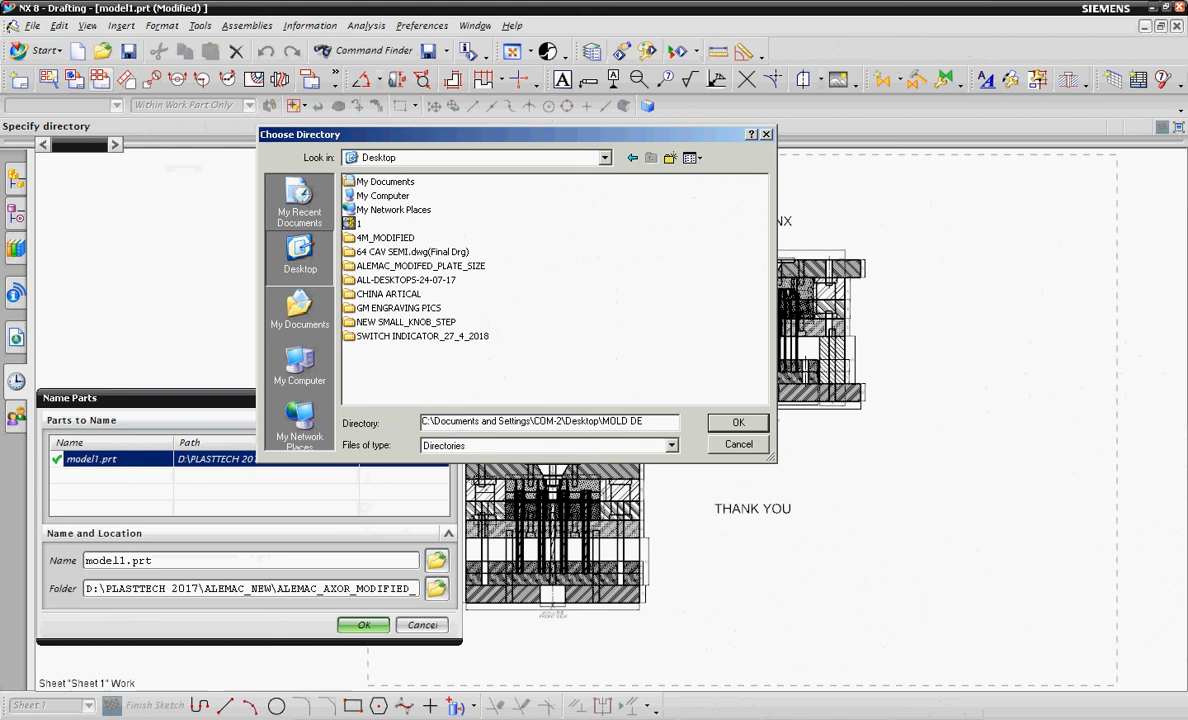 NX 8 - Drafting - [model1.prt (Modified) ]
SIEMENS
File Edit View Insert Format Tools Assemblies Information Analysis Preferences Window Help
Start
Command Finder
Within Work Part Only
Specify directory
Choose Directory
Look in: Desktop
My Recent Documents
Desktop
My Documents
My Computer
My Network Places
My Documents
My Computer
My Network Places
1
4M_MODIFIED
64 CAV SEMI.dwg(Final Drg)
ALEMAC_MODIFED_PLATE_SIZE
ALL-DESKTOPS-24-07-17
CHINA ARTICAL
GM ENGRAVING PICS
NEW SMALL_KNOB_STEP
SWITCH INDICATOR_27_4_2018
Directory: C:\Documents and Settings\COM-2\Desktop\MOLD DE
OK
Files of type: Directories
Cancel
NX
Name Parts
Parts to Name
Name Path
model1.prt D:\PLASTTECH 20
Name and Location
Name model1.prt
Folder D:\PLASTTECH 2017\ALEMAC_NEW\ALEMAC_AXOR_MODIFIED_
OK Cancel
THANK YOU
Sheet "Sheet 1" Work
Sheet 1
Finish Sketch